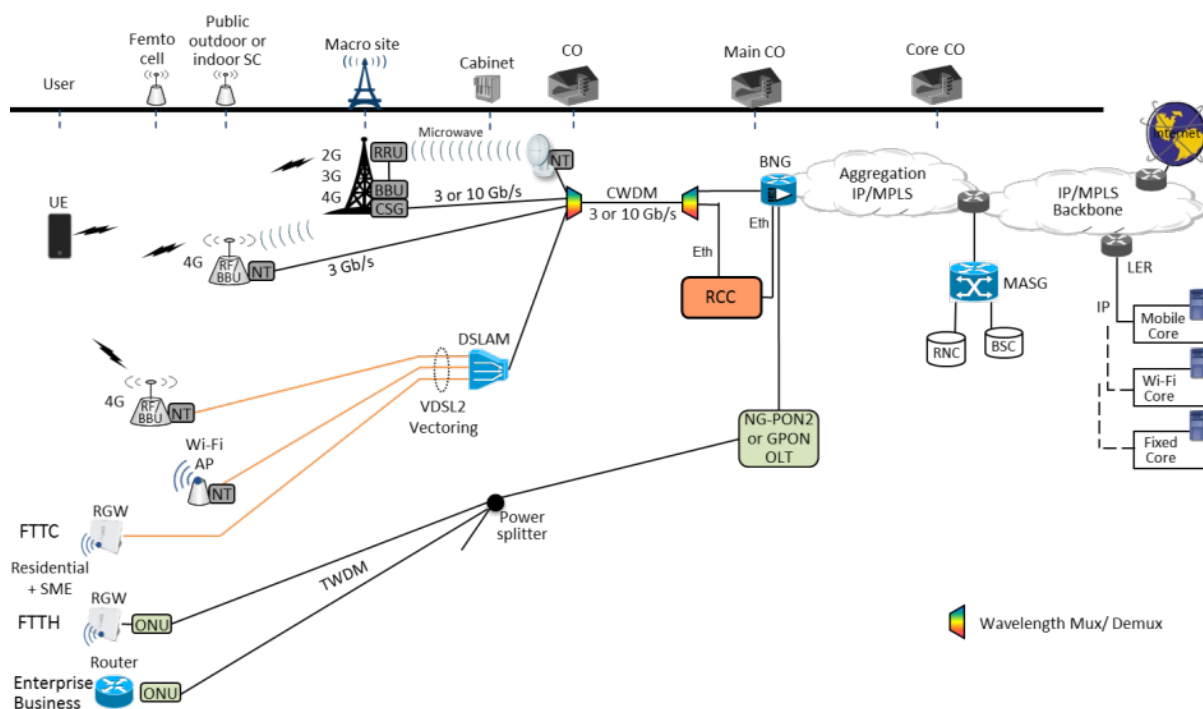 User
Femto
cell
Public
outdoor or
indoor SC
Macro site
Cabinet
CO
Main CO
Core CO
Internet
Microwave
2G
3G
4G
RRU
BBU
CSG
NT
3 or 10 Gb/s
CWDM
3 or 10 Gb/s
BNG
Aggregation
IP/MPLS
IP/MPLS
Backbone
UE
4G
RF/
BBU
NT
3 Gb/s
Eth
Eth
RCC
MASG
RNC
BSC
LER
IP
Mobile
Core
Wi-Fi
Core
Fixed
Core
DSLAM
VDSL2
Vectoring
4G
RF/
BBU
NT
Wi-Fi
AP
NT
NG-PON2
or GPON
OLT
Power
splitter
FTTC
RGW
Residential
+ SME
RGW
FTTH
ONU
TWDM
Router
Enterprise
Business
ONU
Wavelength Mux/ Demux